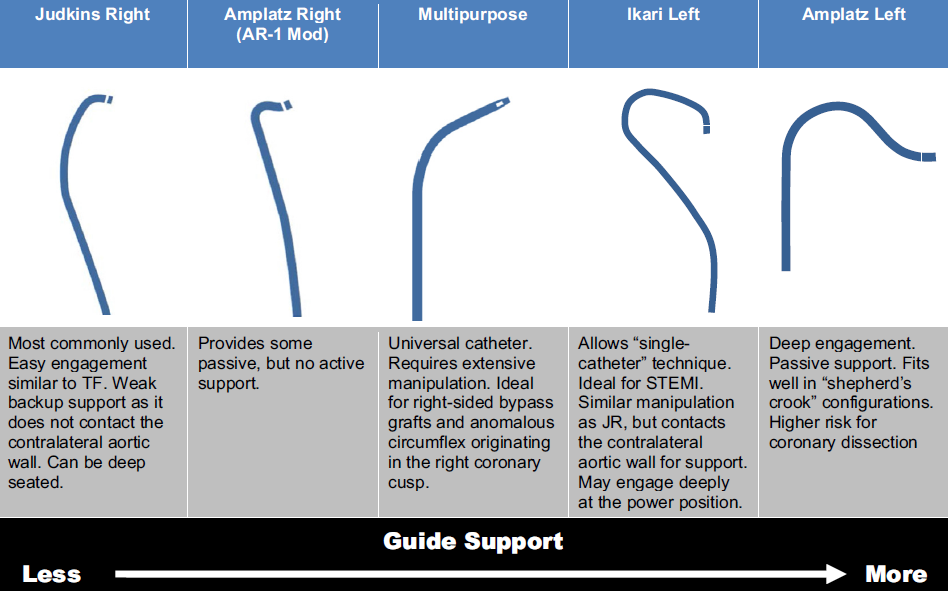 Judkins Right
Amplatz Right
(AR-1 Mod)
Multipurpose
Ikari Left
Amplatz Left
Most commonly used.
Easy engagement
similar to TF. Weak
backup support as it
does not contact the
contralateral aortic
wall. Can be deep
seated.
Provides some
passive, but no active
support.
Universal catheter.
Requires extensive
manipulation. Ideal
for right-sided bypass
grafts and anomalous
circumflex originating
in the right coronary
cusp.
Allows “single-
catheter” technique.
Ideal for STEMI.
Similar manipulation
as JR, but contacts
the contralateral
aortic wall for support.
May engage deeply
at the power position.
Deep engagement.
Passive support. Fits
well in “shepherd’s
crook” configurations.
Higher risk for
coronary dissection
Guide Support
Less
More